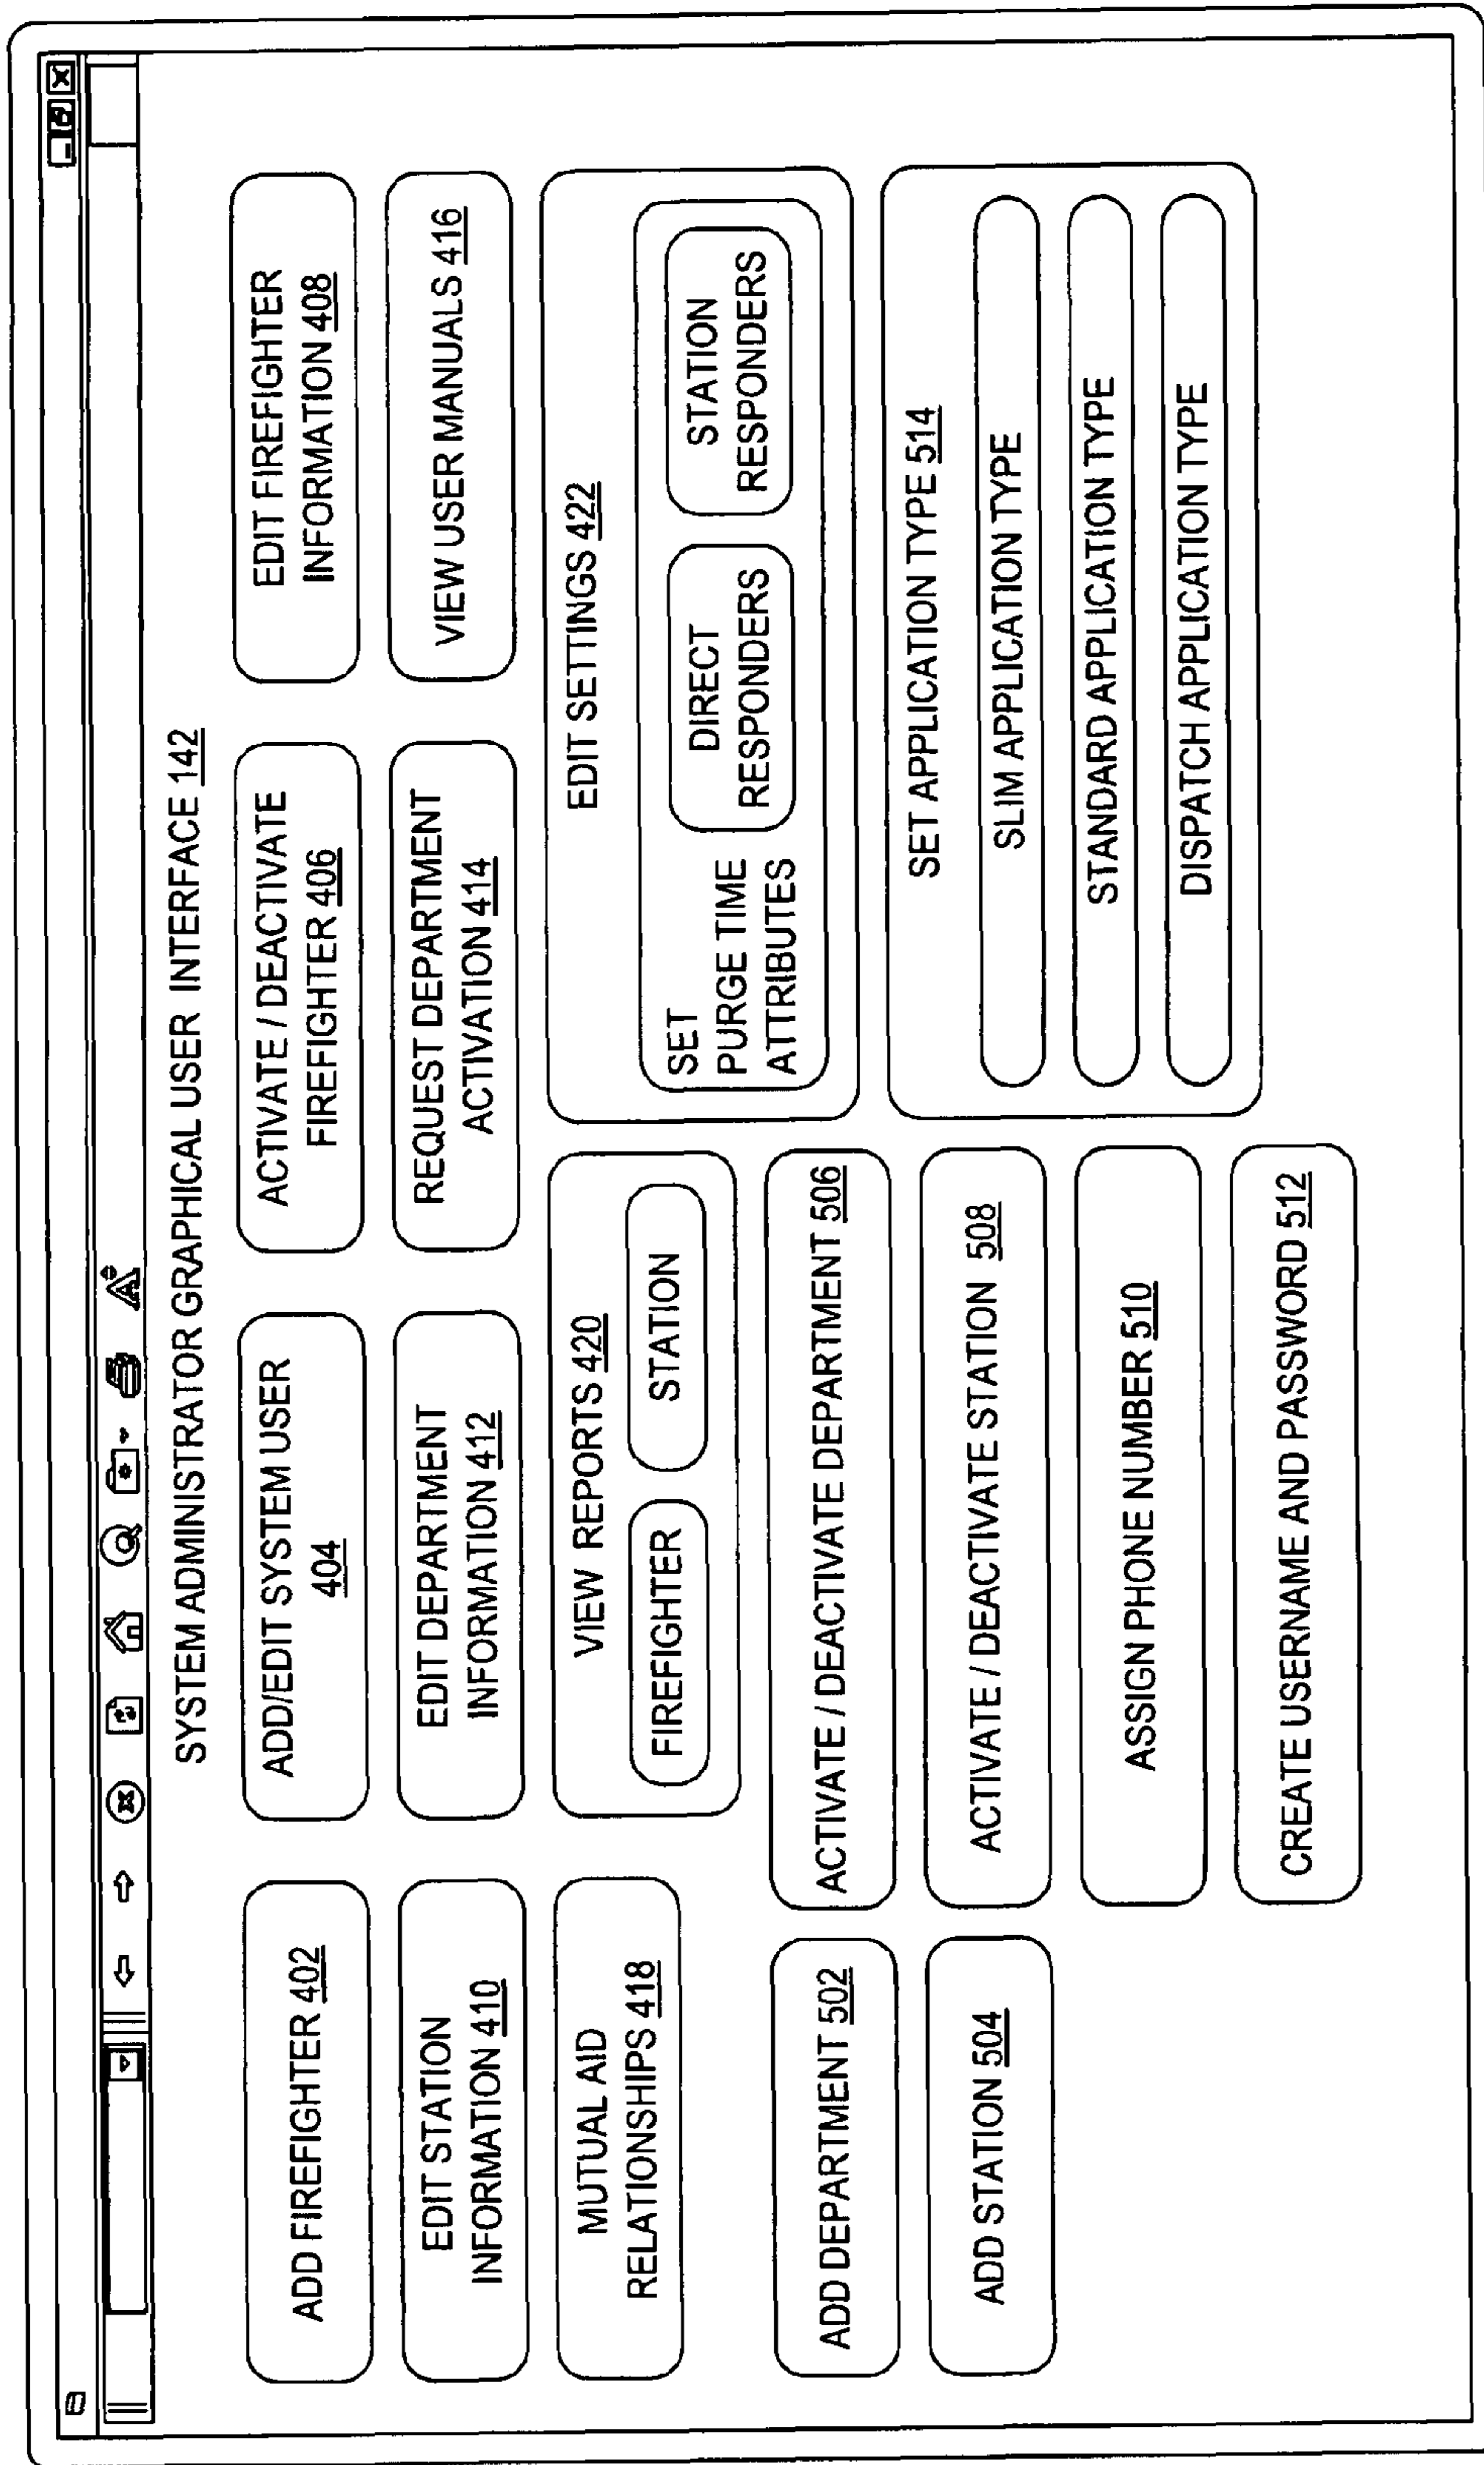 SYSTEM ADMINISTRATOR GRAPHICAL USER INTERFACE 142
ADD FIREFIGHTER 402
ADD/EDIT SYSTEM USER
404
ACTIVATE / DEACTIVATE
FIREFIGHTER 406
EDIT FIREFIGHTER
INFORMATION 408
EDIT STATION
INFORMATION 410
EDIT DEPARTMENT
INFORMATION 412
REQUEST DEPARTMENT
ACTIVATION 414
VIEW USER MANUALS 416
MUTUAL AID
RELATIONSHIPS 418
VIEW REPORTS 420
FIREFIGHTER
STATION
EDIT SETTINGS 422
SET
PURGE TIME
ATTRIBUTES
DIRECT
RESPONDERS
STATION
RESPONDERS
ADD DEPARTMENT 502
ACTIVATE / DEACTIVATE DEPARTMENT 506
ADD STATION 504
ACTIVATE / DEACTIVATE STATION 508
ASSIGN PHONE NUMBER 510
CREATE USERNAME AND PASSWORD 512
SET APPLICATION TYPE 514
SLIM APPLICATION TYPE
STANDARD APPLICATION TYPE
DISPATCH APPLICATION TYPE